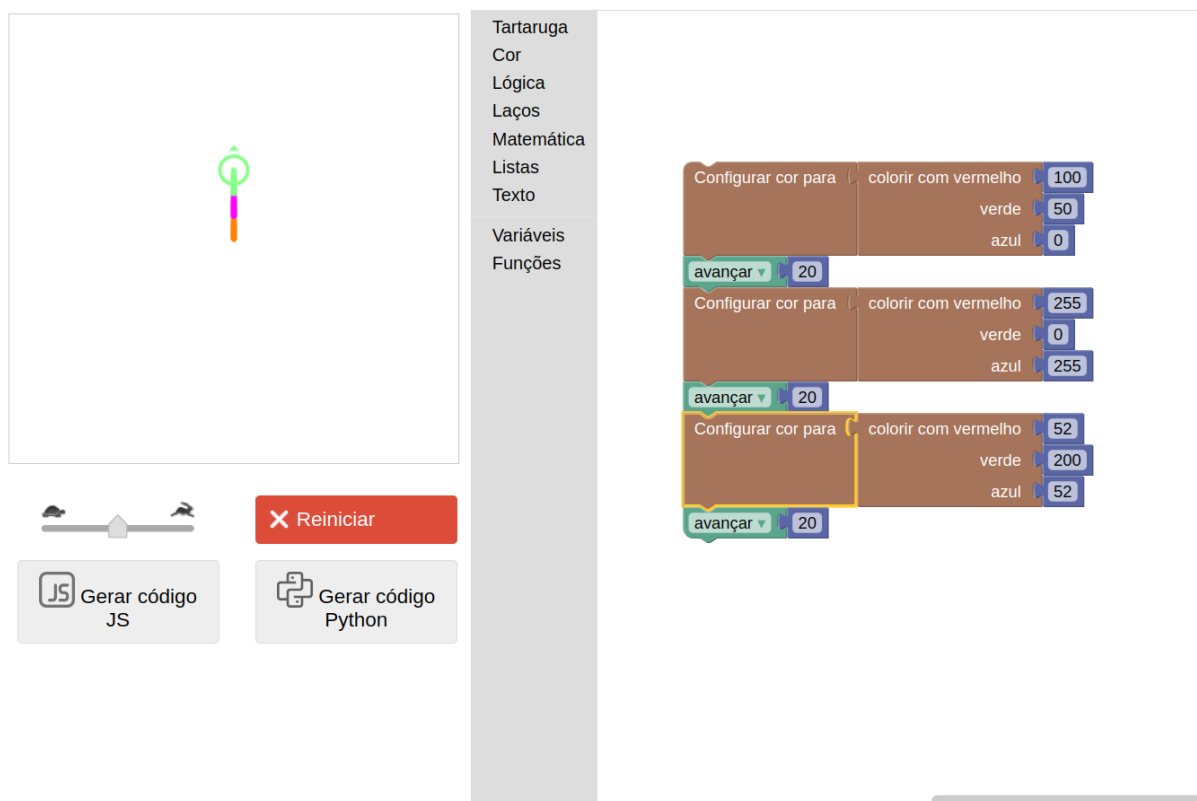 Tartaruga
Cor
Lógica
Laços
Matemática
Listas
Texto
Variáveis
Funções
Reiniciar
JS Gerar código
JS
Gerar código
Python
Configurar cor para colorir com vermelho 100
verde 50
azul 0
avançar 20
Configurar cor para colorir com vermelho 255
verde 0
azul 255
avançar 20
Configurar cor para colorir com vermelho 52
verde 200
azul 52
avançar 20